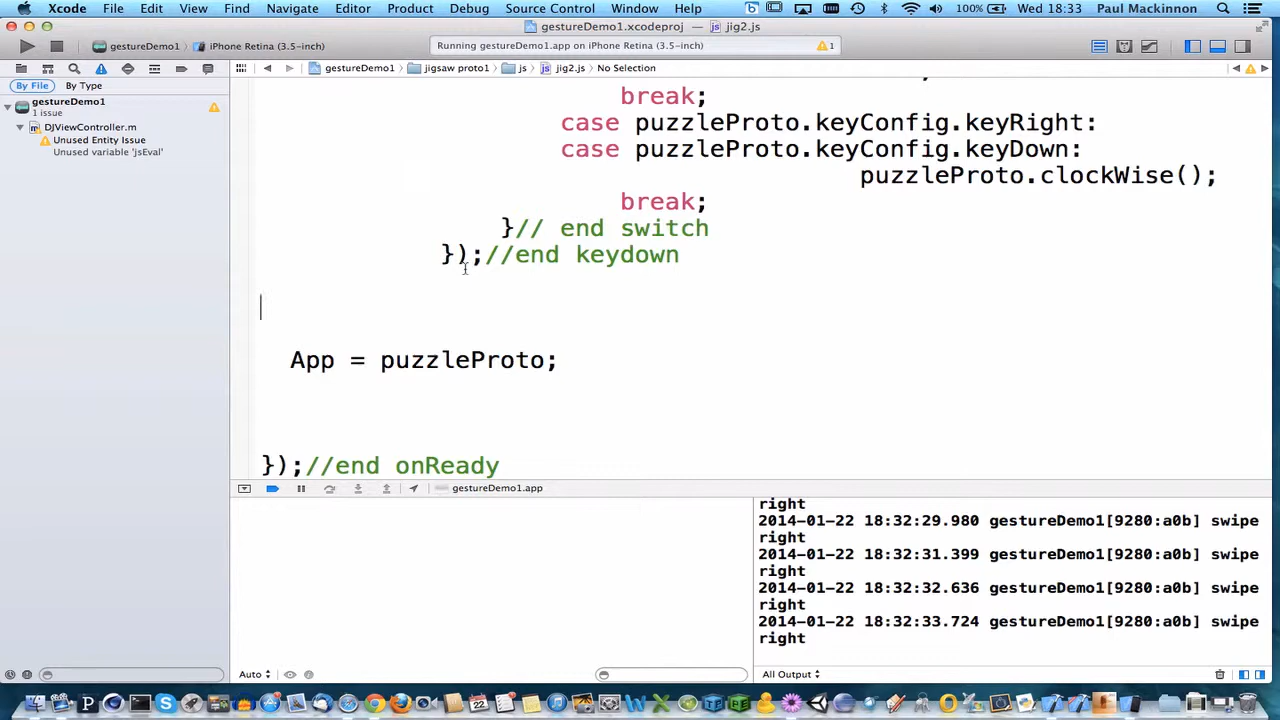 Xcode File Edit View Find Navigate Editor Product Debug Source Control Window Help 100% Wed 18:33 Paul Mackinnon
gestureDemo1.xcodeproj — jig2.js
gestureDemo1 › iPhone Retina (3.5-inch)
Running gestureDemo1.app on iPhone Retina (3.5-inch) 1
gestureDemo1 › jigsaw proto1 › js › jig2.js › No Selection
By File By Type
gestureDemo1
1 issue
DJViewController.m
Unused Entity Issue
Unused variable 'jsEval'
break;
case puzzleProto.keyConfig.keyRight:
case puzzleProto.keyConfig.keyDown:
puzzleProto.clockWise();
break;
}// end switch
});//end keydown
App = puzzleProto;
});//end onReady
gestureDemo1.app
right
2014-01-22 18:32:29.980 gestureDemo1[9280:a0b] swipe
right
2014-01-22 18:32:31.399 gestureDemo1[9280:a0b] swipe
right
2014-01-22 18:32:32.636 gestureDemo1[9280:a0b] swipe
right
2014-01-22 18:32:33.724 gestureDemo1[9280:a0b] swipe
right
Auto
All Output